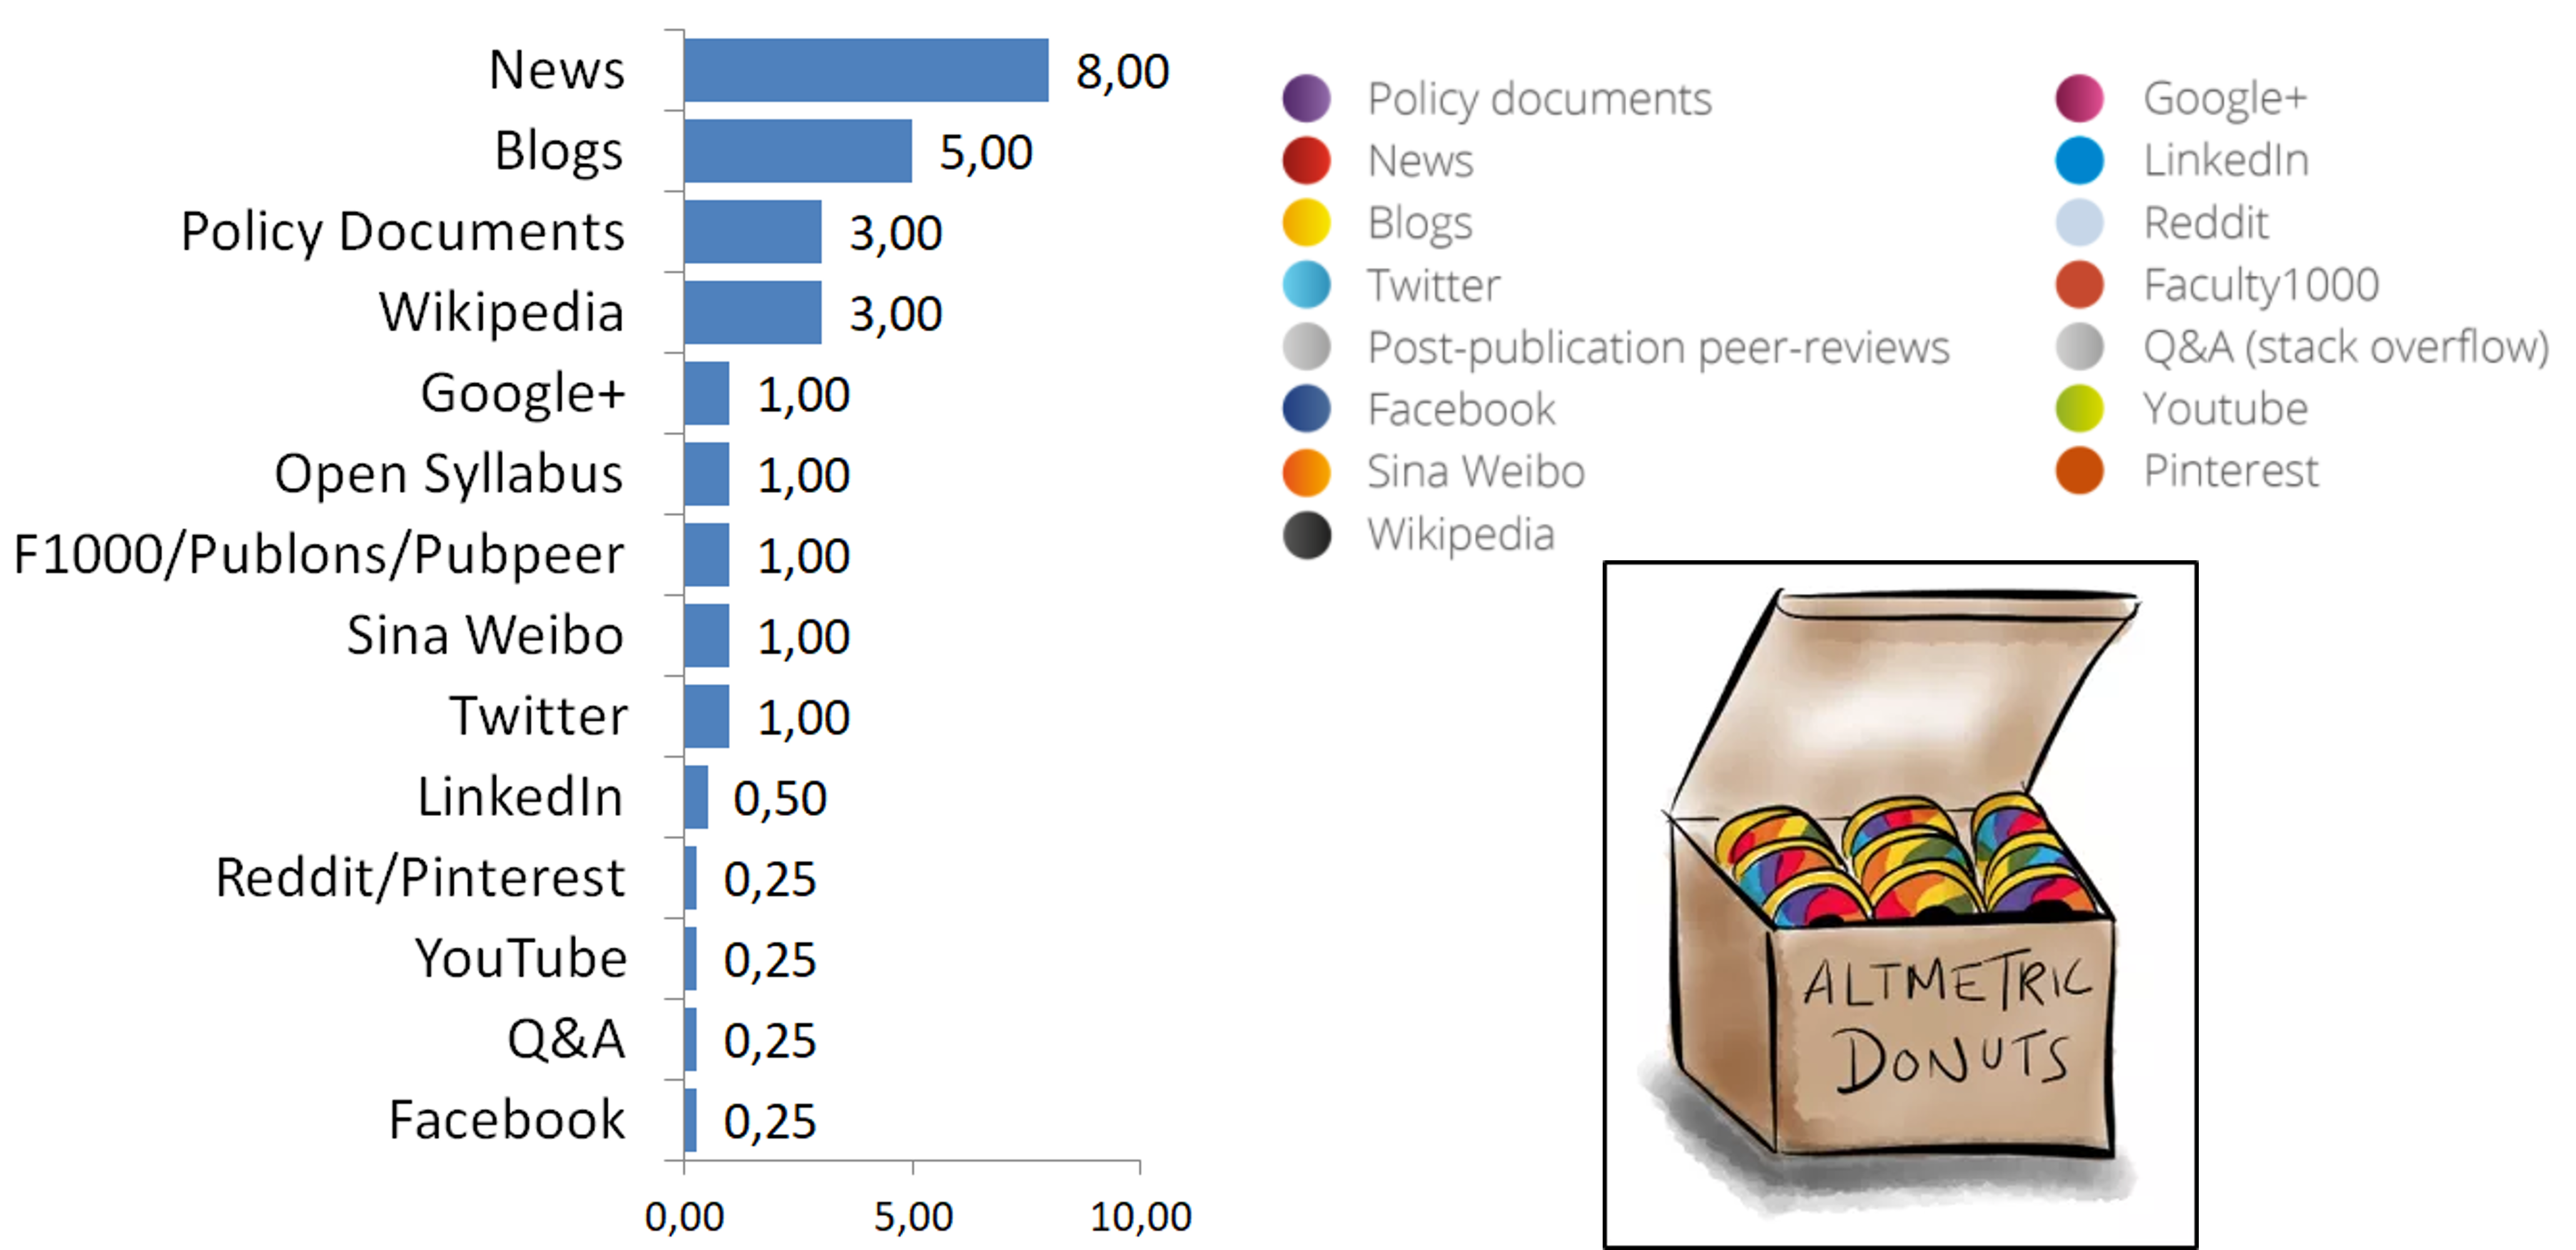 News 8,00
Blogs 5,00
Policy Documents 3,00
Wikipedia 3,00
Google+ 1,00
Open Syllabus 1,00
F1000/Publons/Pubpeer 1,00
Sina Weibo 1,00
Twitter 1,00
LinkedIn 0,50
Reddit/Pinterest 0,25
YouTube 0,25
Q&A 0,25
Facebook 0,25
0,00 5,00 10,00
Policy documents
News
Blogs
Twitter
Post-publication peer-reviews
Facebook
Sina Weibo
Wikipedia
Google+
LinkedIn
Reddit
Faculty1000
Q&A (stack overflow)
Youtube
Pinterest
ALTMETRIC
DONUTS